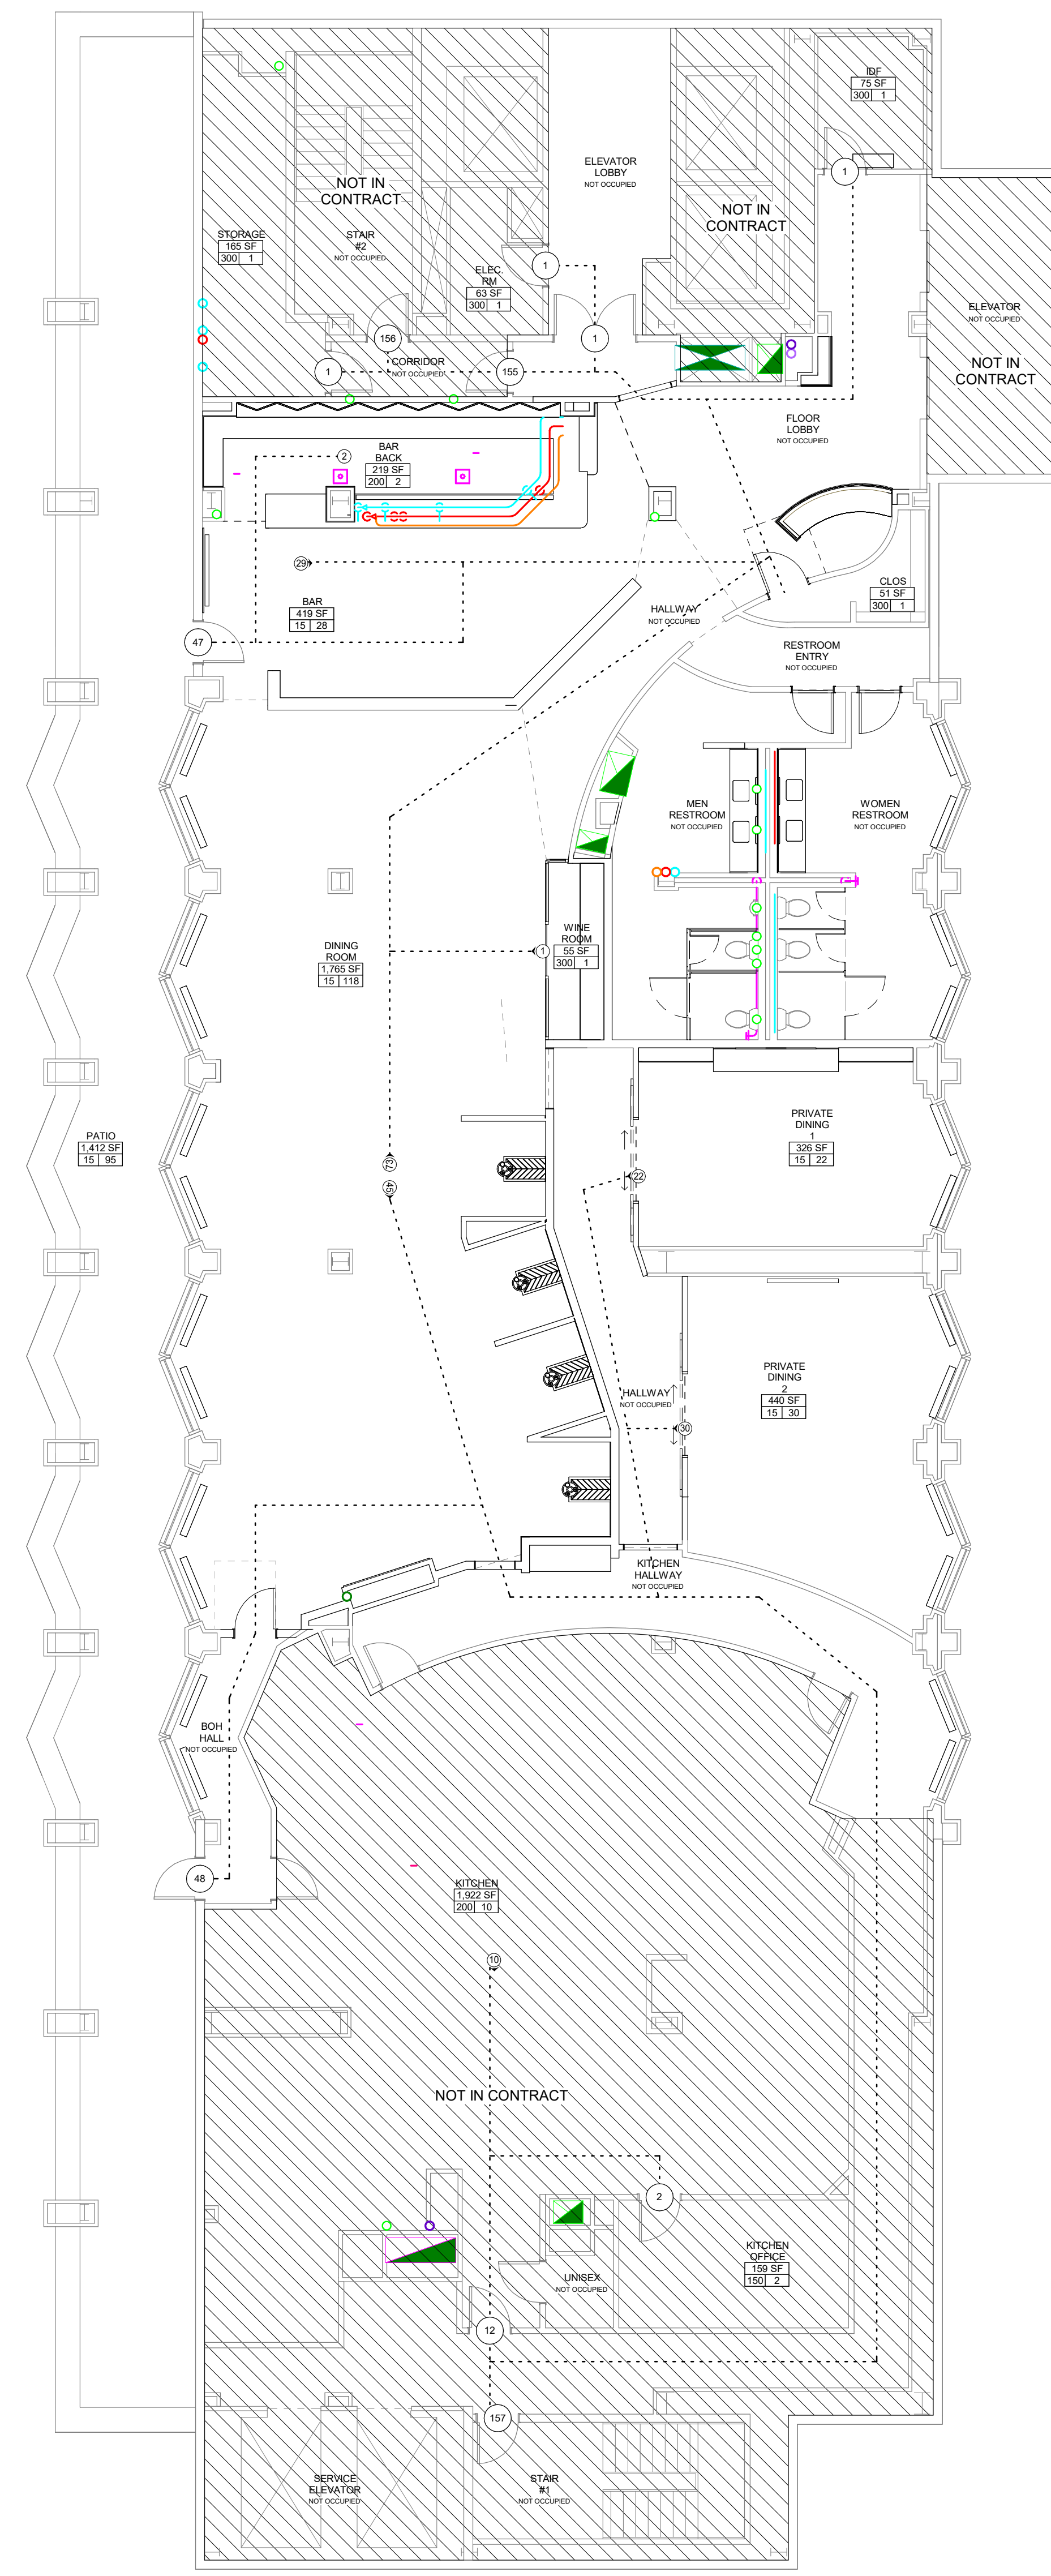 IDF
75 SF
300 1
1
ELEVATOR
LOBBY
NOT OCCUPIED
NOT IN
CONTRACT
NOT IN
CONTRACT
STORAGE
165 SF
300 1
STAIR
#2
NOT OCCUPIED
ELEC.
RM
63 SF
300 1
1
ELEVATOR
NOT OCCUPIED
NOT IN
CONTRACT
156
1
CORRIDOR
NOT OCCUPIED
1
155
FLOOR
LOBBY
NOT OCCUPIED
BAR
BACK
219 SF
200 2
2
29
CLOS
51 SF
300 1
BAR
419 SF
15 28
HALLWAY
NOT OCCUPIED
47
RESTROOM
ENTRY
NOT OCCUPIED
MEN
RESTROOM
NOT OCCUPIED
WOMEN
RESTROOM
NOT OCCUPIED
DINING
ROOM
1,765 SF
15 118
1
WINE
ROOM
55 SF
300 1
PATIO
1,412 SF
15 95
PRIVATE
DINING
1
326 SF
15 22
73
45
22
PRIVATE
DINING
2
440 SF
15 30
HALLWAY
NOT OCCUPIED
30
KITCHEN
HALLWAY
NOT OCCUPIED
BOH
HALL
NOT OCCUPIED
48
KITCHEN
1,922 SF
200 10
10
NOT IN CONTRACT
2
KITCHEN
OFFICE
159 SF
150 2
UNISEX
NOT OCCUPIED
12
157
SERVICE
ELEVATOR
NOT OCCUPIED
STAIR
#1
NOT OCCUPIED